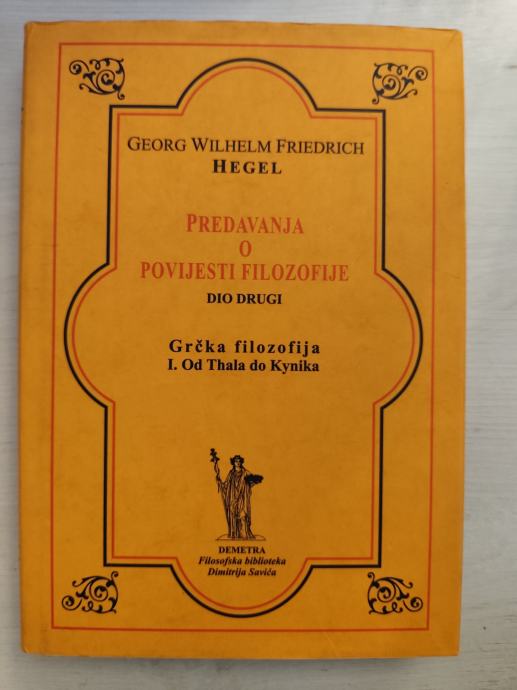 GEORG WILHELM FRIEDRICH
HEGEL
PREDAVANJA
O
POVIJESTI FILOZOFIJE
DIO DRUGI
Grčka filozofija
I. Od Thala do Kynika
DEMETRA
Filosofska biblioteka
Dimitrija Savića